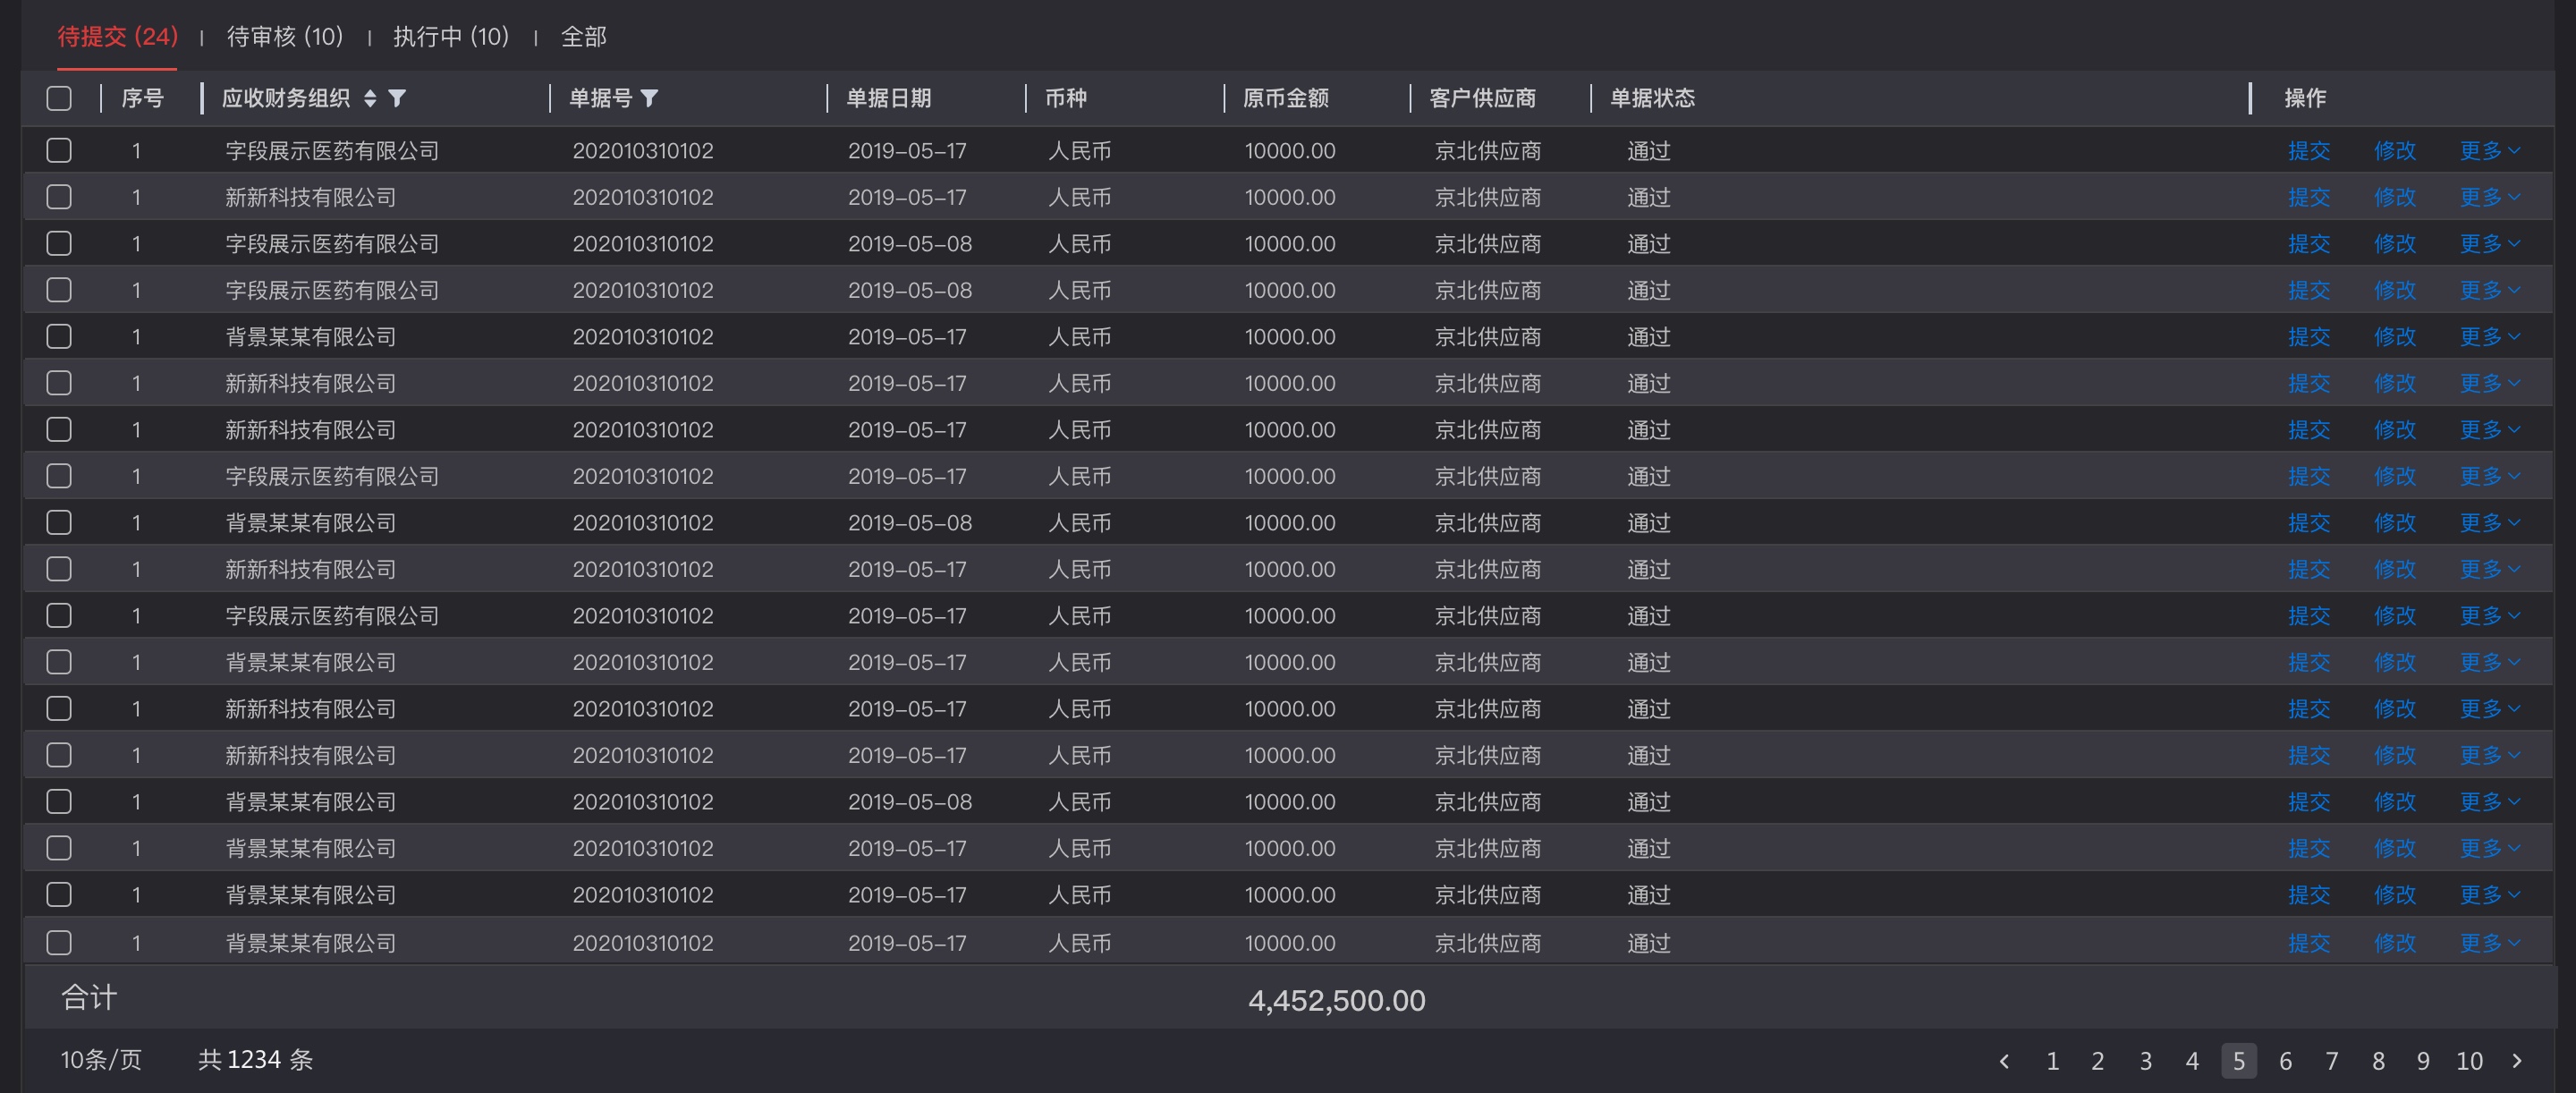 待提交 (24) | 待审核 (10) | 执行中 (10) | 全部
序号 应收财务组织 单据号 单据日期 币种 原币金额 客户供应商 单据状态 操作
1 字段展示医药有限公司 202010310102 2019-05-17 人民币 10000.00 京北供应商 通过 提交 修改 更多
1 新新科技有限公司 202010310102 2019-05-17 人民币 10000.00 京北供应商 通过 提交 修改 更多
1 字段展示医药有限公司 202010310102 2019-05-08 人民币 10000.00 京北供应商 通过 提交 修改 更多
1 字段展示医药有限公司 202010310102 2019-05-08 人民币 10000.00 京北供应商 通过 提交 修改 更多
1 背景某某有限公司 202010310102 2019-05-17 人民币 10000.00 京北供应商 通过 提交 修改 更多
1 新新科技有限公司 202010310102 2019-05-17 人民币 10000.00 京北供应商 通过 提交 修改 更多
1 新新科技有限公司 202010310102 2019-05-17 人民币 10000.00 京北供应商 通过 提交 修改 更多
1 字段展示医药有限公司 202010310102 2019-05-17 人民币 10000.00 京北供应商 通过 提交 修改 更多
1 背景某某有限公司 202010310102 2019-05-08 人民币 10000.00 京北供应商 通过 提交 修改 更多
1 新新科技有限公司 202010310102 2019-05-17 人民币 10000.00 京北供应商 通过 提交 修改 更多
1 字段展示医药有限公司 202010310102 2019-05-17 人民币 10000.00 京北供应商 通过 提交 修改 更多
1 背景某某有限公司 202010310102 2019-05-17 人民币 10000.00 京北供应商 通过 提交 修改 更多
1 新新科技有限公司 202010310102 2019-05-17 人民币 10000.00 京北供应商 通过 提交 修改 更多
1 新新科技有限公司 202010310102 2019-05-17 人民币 10000.00 京北供应商 通过 提交 修改 更多
1 背景某某有限公司 202010310102 2019-05-08 人民币 10000.00 京北供应商 通过 提交 修改 更多
1 背景某某有限公司 202010310102 2019-05-17 人民币 10000.00 京北供应商 通过 提交 修改 更多
1 背景某某有限公司 202010310102 2019-05-17 人民币 10000.00 京北供应商 通过 提交 修改 更多
1 背景某某有限公司 202010310102 2019-05-17 人民币 10000.00 京北供应商 通过 提交 修改 更多
合计 4,452,500.00
10条/页 共 1234 条 1 2 3 4 5 6 7 8 9 10